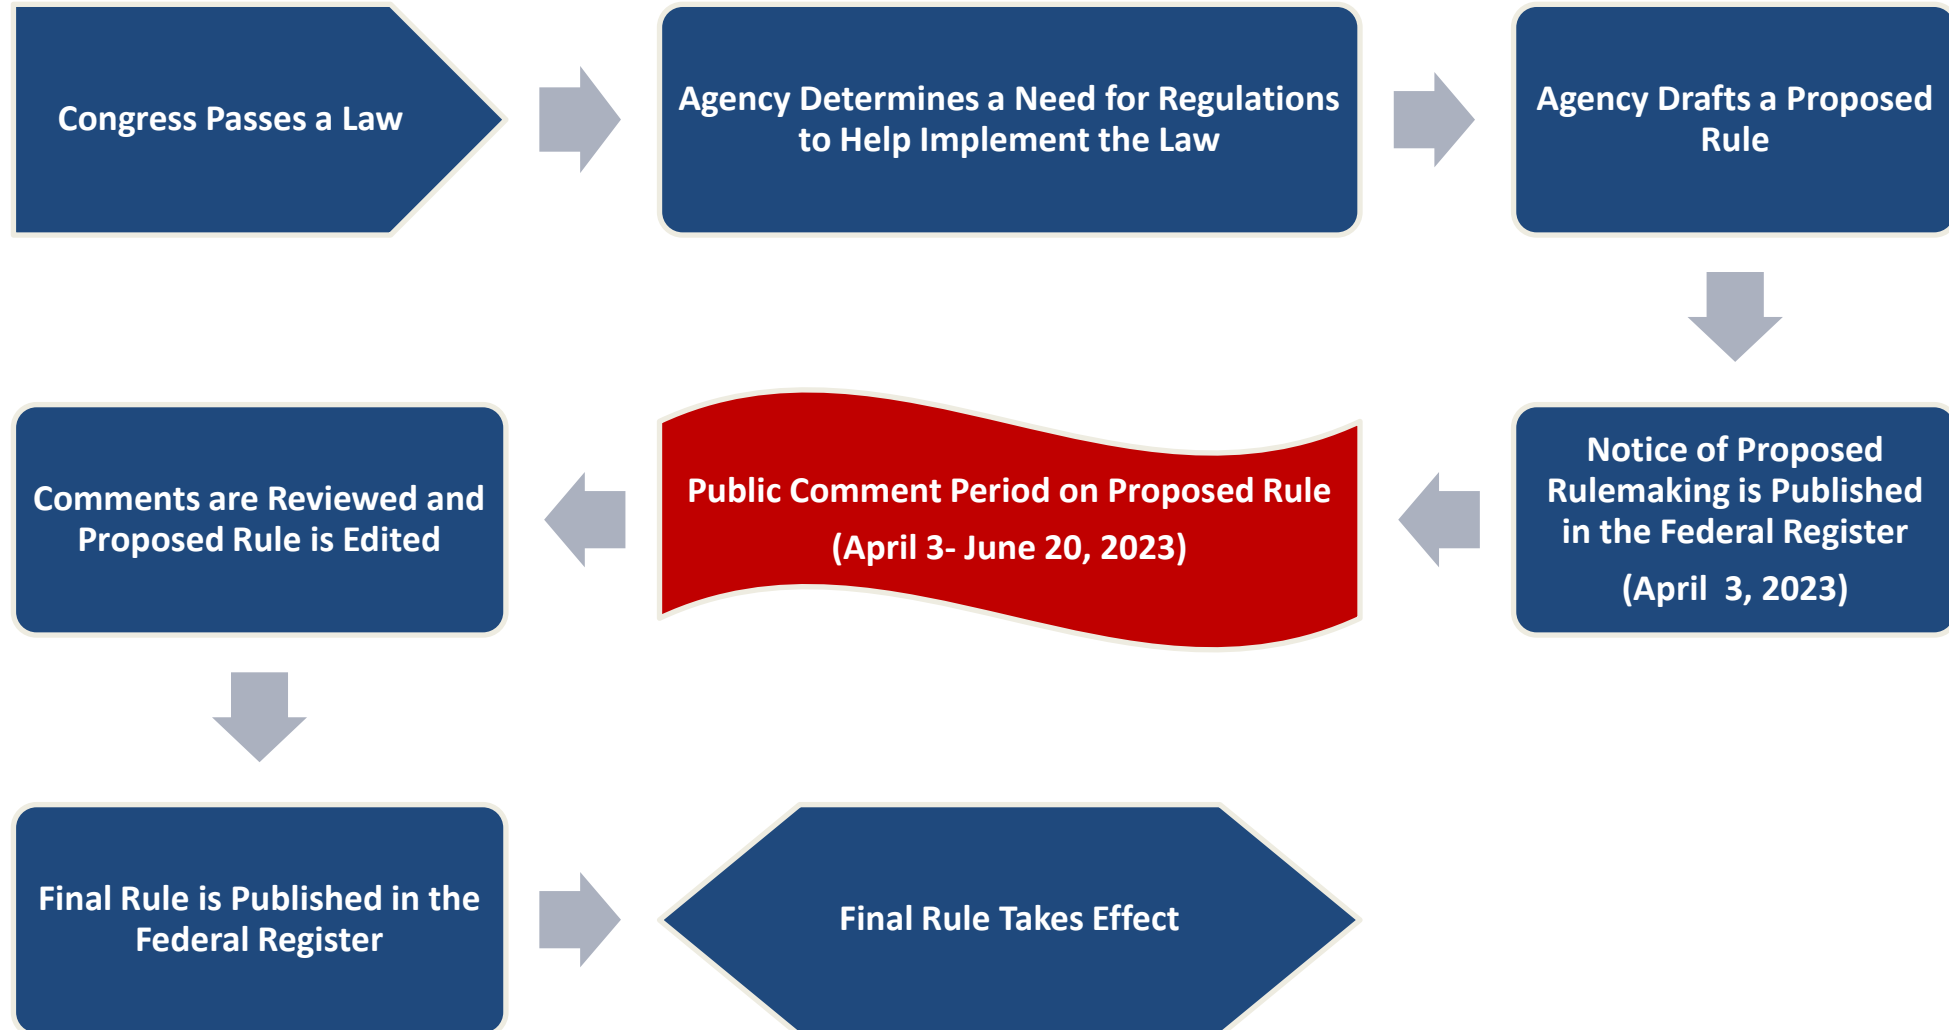 Congress Passes a Law
Agency Determines a Need for Regulations
to Help Implement the Law
Agency Drafts a Proposed
Rule
Notice of Proposed
Rulemaking is Published
in the Federal Register
(April  3, 2023)
Public Comment Period on Proposed Rule
(April 3- June 20, 2023)
Comments are Reviewed and
Proposed Rule is Edited
Final Rule is Published in the
Federal Register
Final Rule Takes Effect